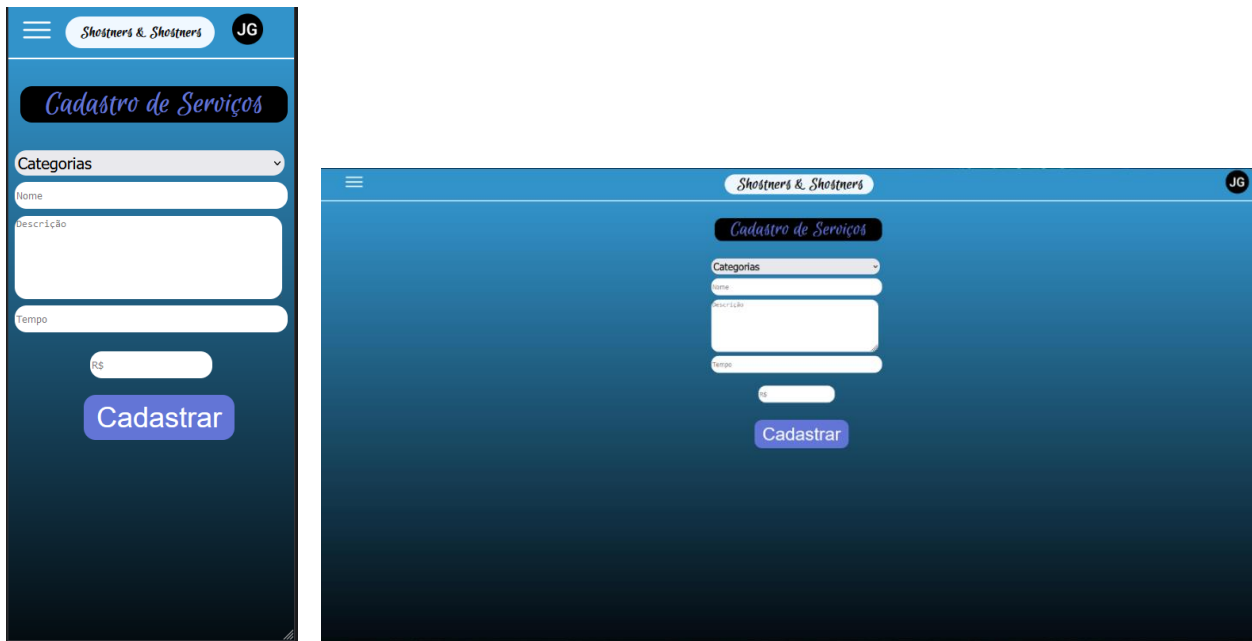 Shostners & Shostners
JG
Cadastro de Serviços
Categorias
Nome
Descrição
Tempo
R$
Cadastrar
Shostners & Shostners
JG
Cadastro de Serviços
Categorias
Nome
Descrição
Tempo
R$
Cadastrar